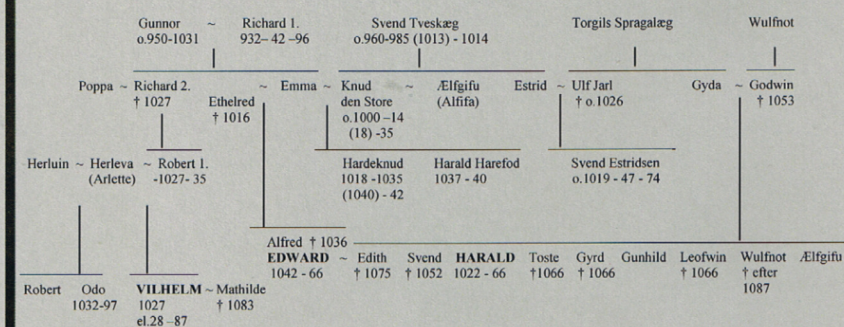 Gunnor ~ Richard 1. Svend Tveskæg Torgils Spragalæg Wulfnot
o.950-1031 932– 42 –96 o.960-985 (1013) - 1014
Poppa ~ Richard 2. ~ Emma ~ Knud ~ Ælfgifu Estrid ~ Ulf Jarl Gyda ~ Godwin
† 1027 Ethelred den Store (Alfifa) † o.1026 † 1053
† 1016 o.1000 –14
(18) -35
Herluin ~ Herleva ~ Robert 1. Hardeknud Harald Harefod Svend Estridsen
(Arlette) -1027- 35 1018 -1035 1037 - 40 o.1019 - 47 - 74
(1040) - 42
Alfred † 1036
EDWARD ~ Edith Svend HARALD Toste Gyrd Gunhild Leofwin Wulfnot Ælfgifu
1042 - 66 † 1075 † 1052 1022 - 66 †1066 † 1066 † 1066 † efter
1087
Robert Odo VILHELM ~ Mathilde
1032-97 1027 † 1083
el.28 –87